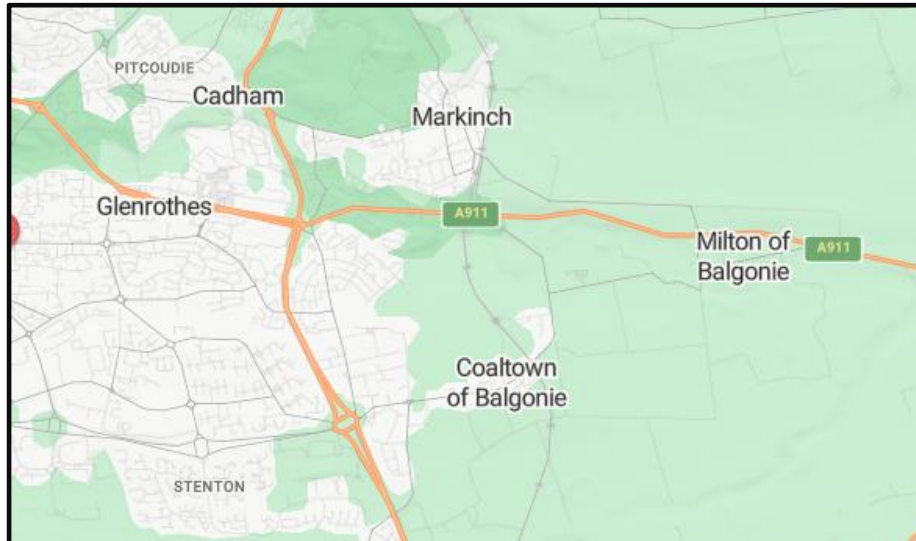 PITCOUDIE
Cadham
Markinch
Glenrothes
A911
Milton of
Balgonie
A911
Coaltown
of Balgonie
STENTON